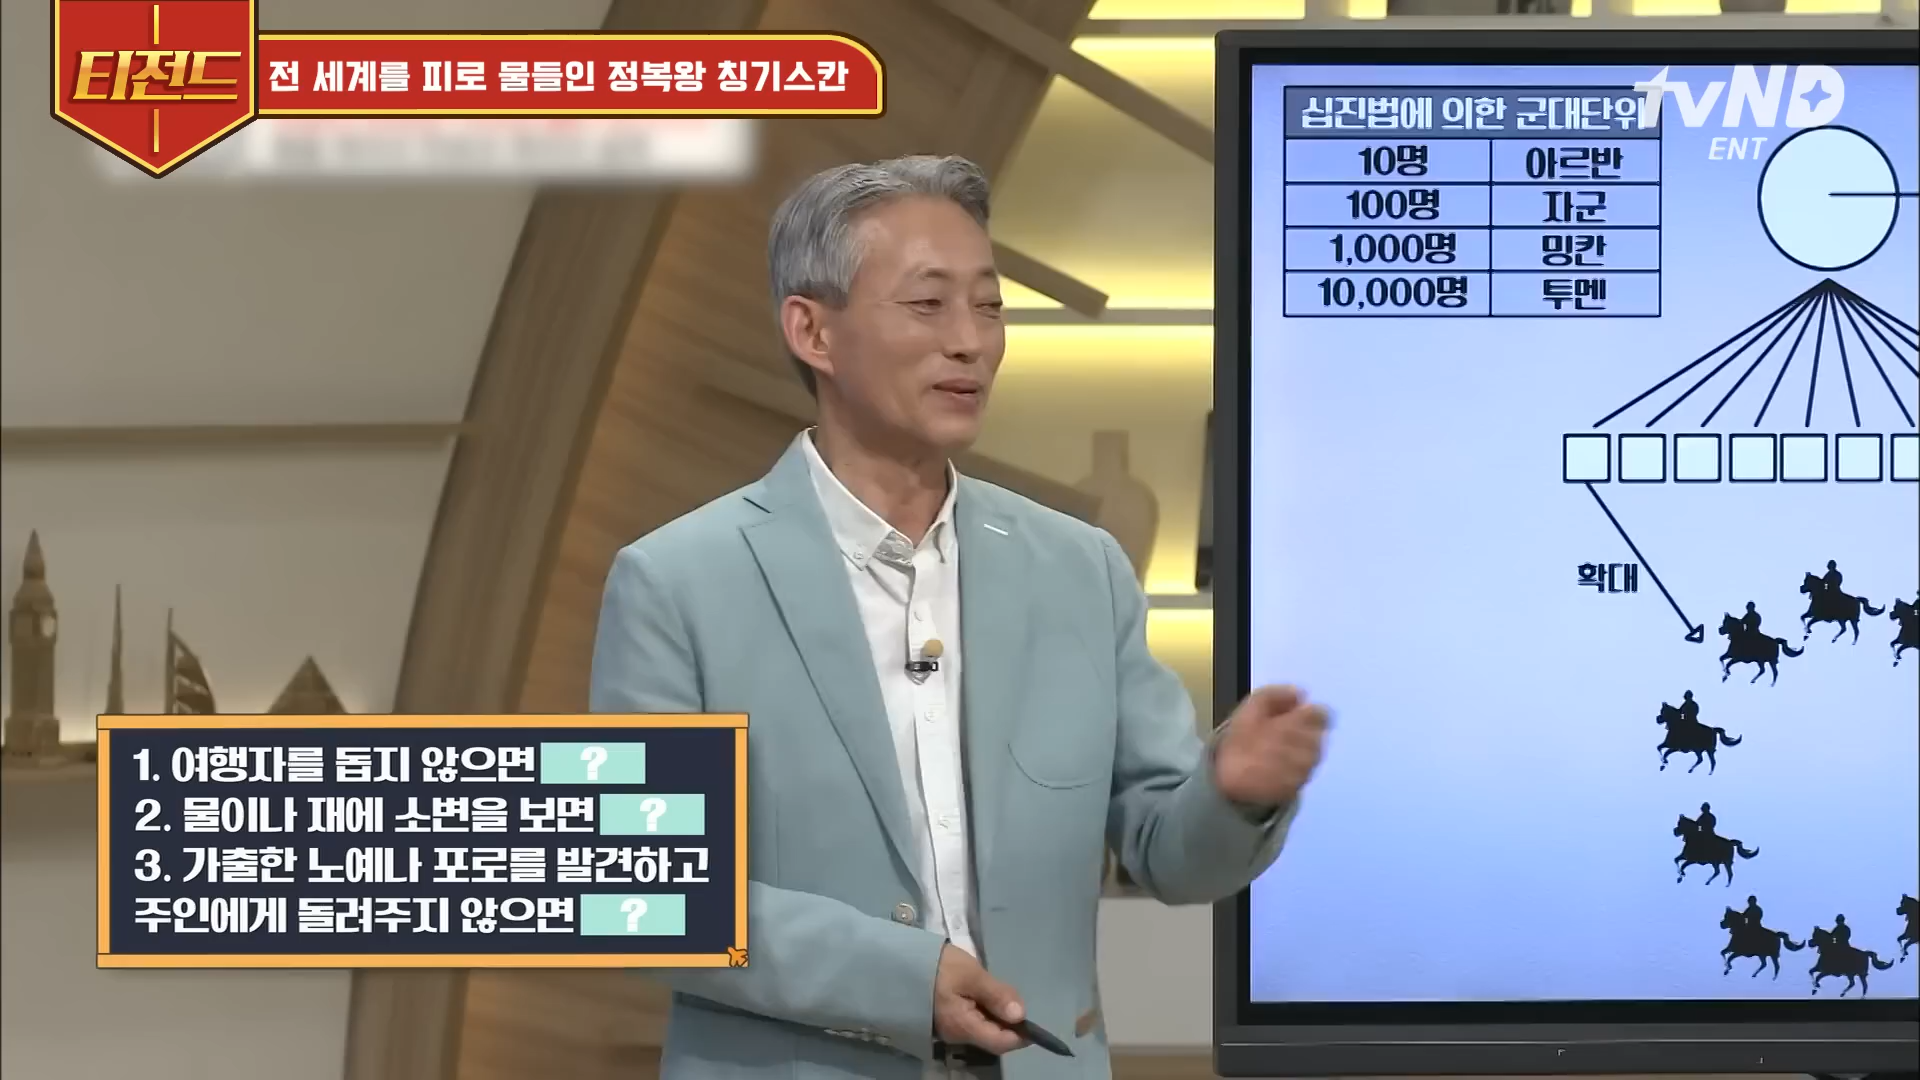 티전드
전 세계를 피로 물들인 정복왕 칭기스칸
tvND
ENT
십진법에 의한 군대단위
10명 아르반
100명 자군
1,000명 밍칸
10,000명 투멘
확대
1. 여행자를 돕지 않으면 ?
2. 물이나 재에 소변을 보면 ?
3. 가출한 노예나 포로를 발견하고
주인에게 돌려주지 않으면 ?